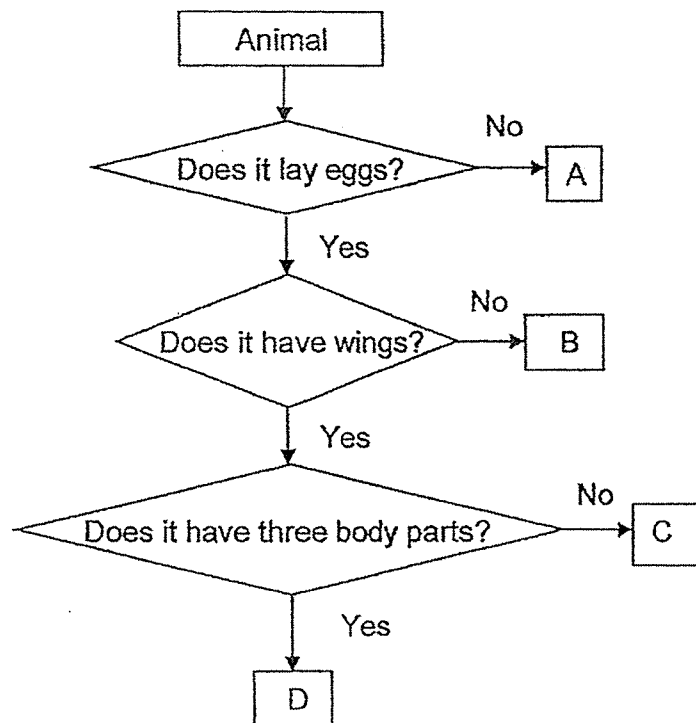 Animal
Does it lay eggs?
No
A
Yes
Does it have wings?
No
B
Yes
Does it have three body parts?
No
C
Yes
D